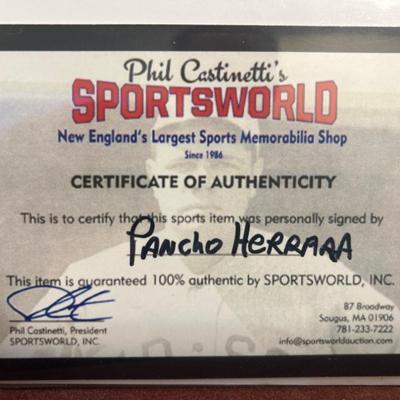 Phil Castinetti's
SPORTSWORLD
New England's Largest Sports Memorabilia Shop
Since 1986
CERTIFICATE OF AUTHENTICITY
This is to certify that this sports item was personally signed by
PANCHO HERRARA
This item is guaranteed 100% authentic by SPORTSWORLD, INC.
Phil Castinetti, President
SPORTSWORLD, INC.
87 Broadway
Saugus, MA 01906
781-233-7222
info@sportsworldauction.com